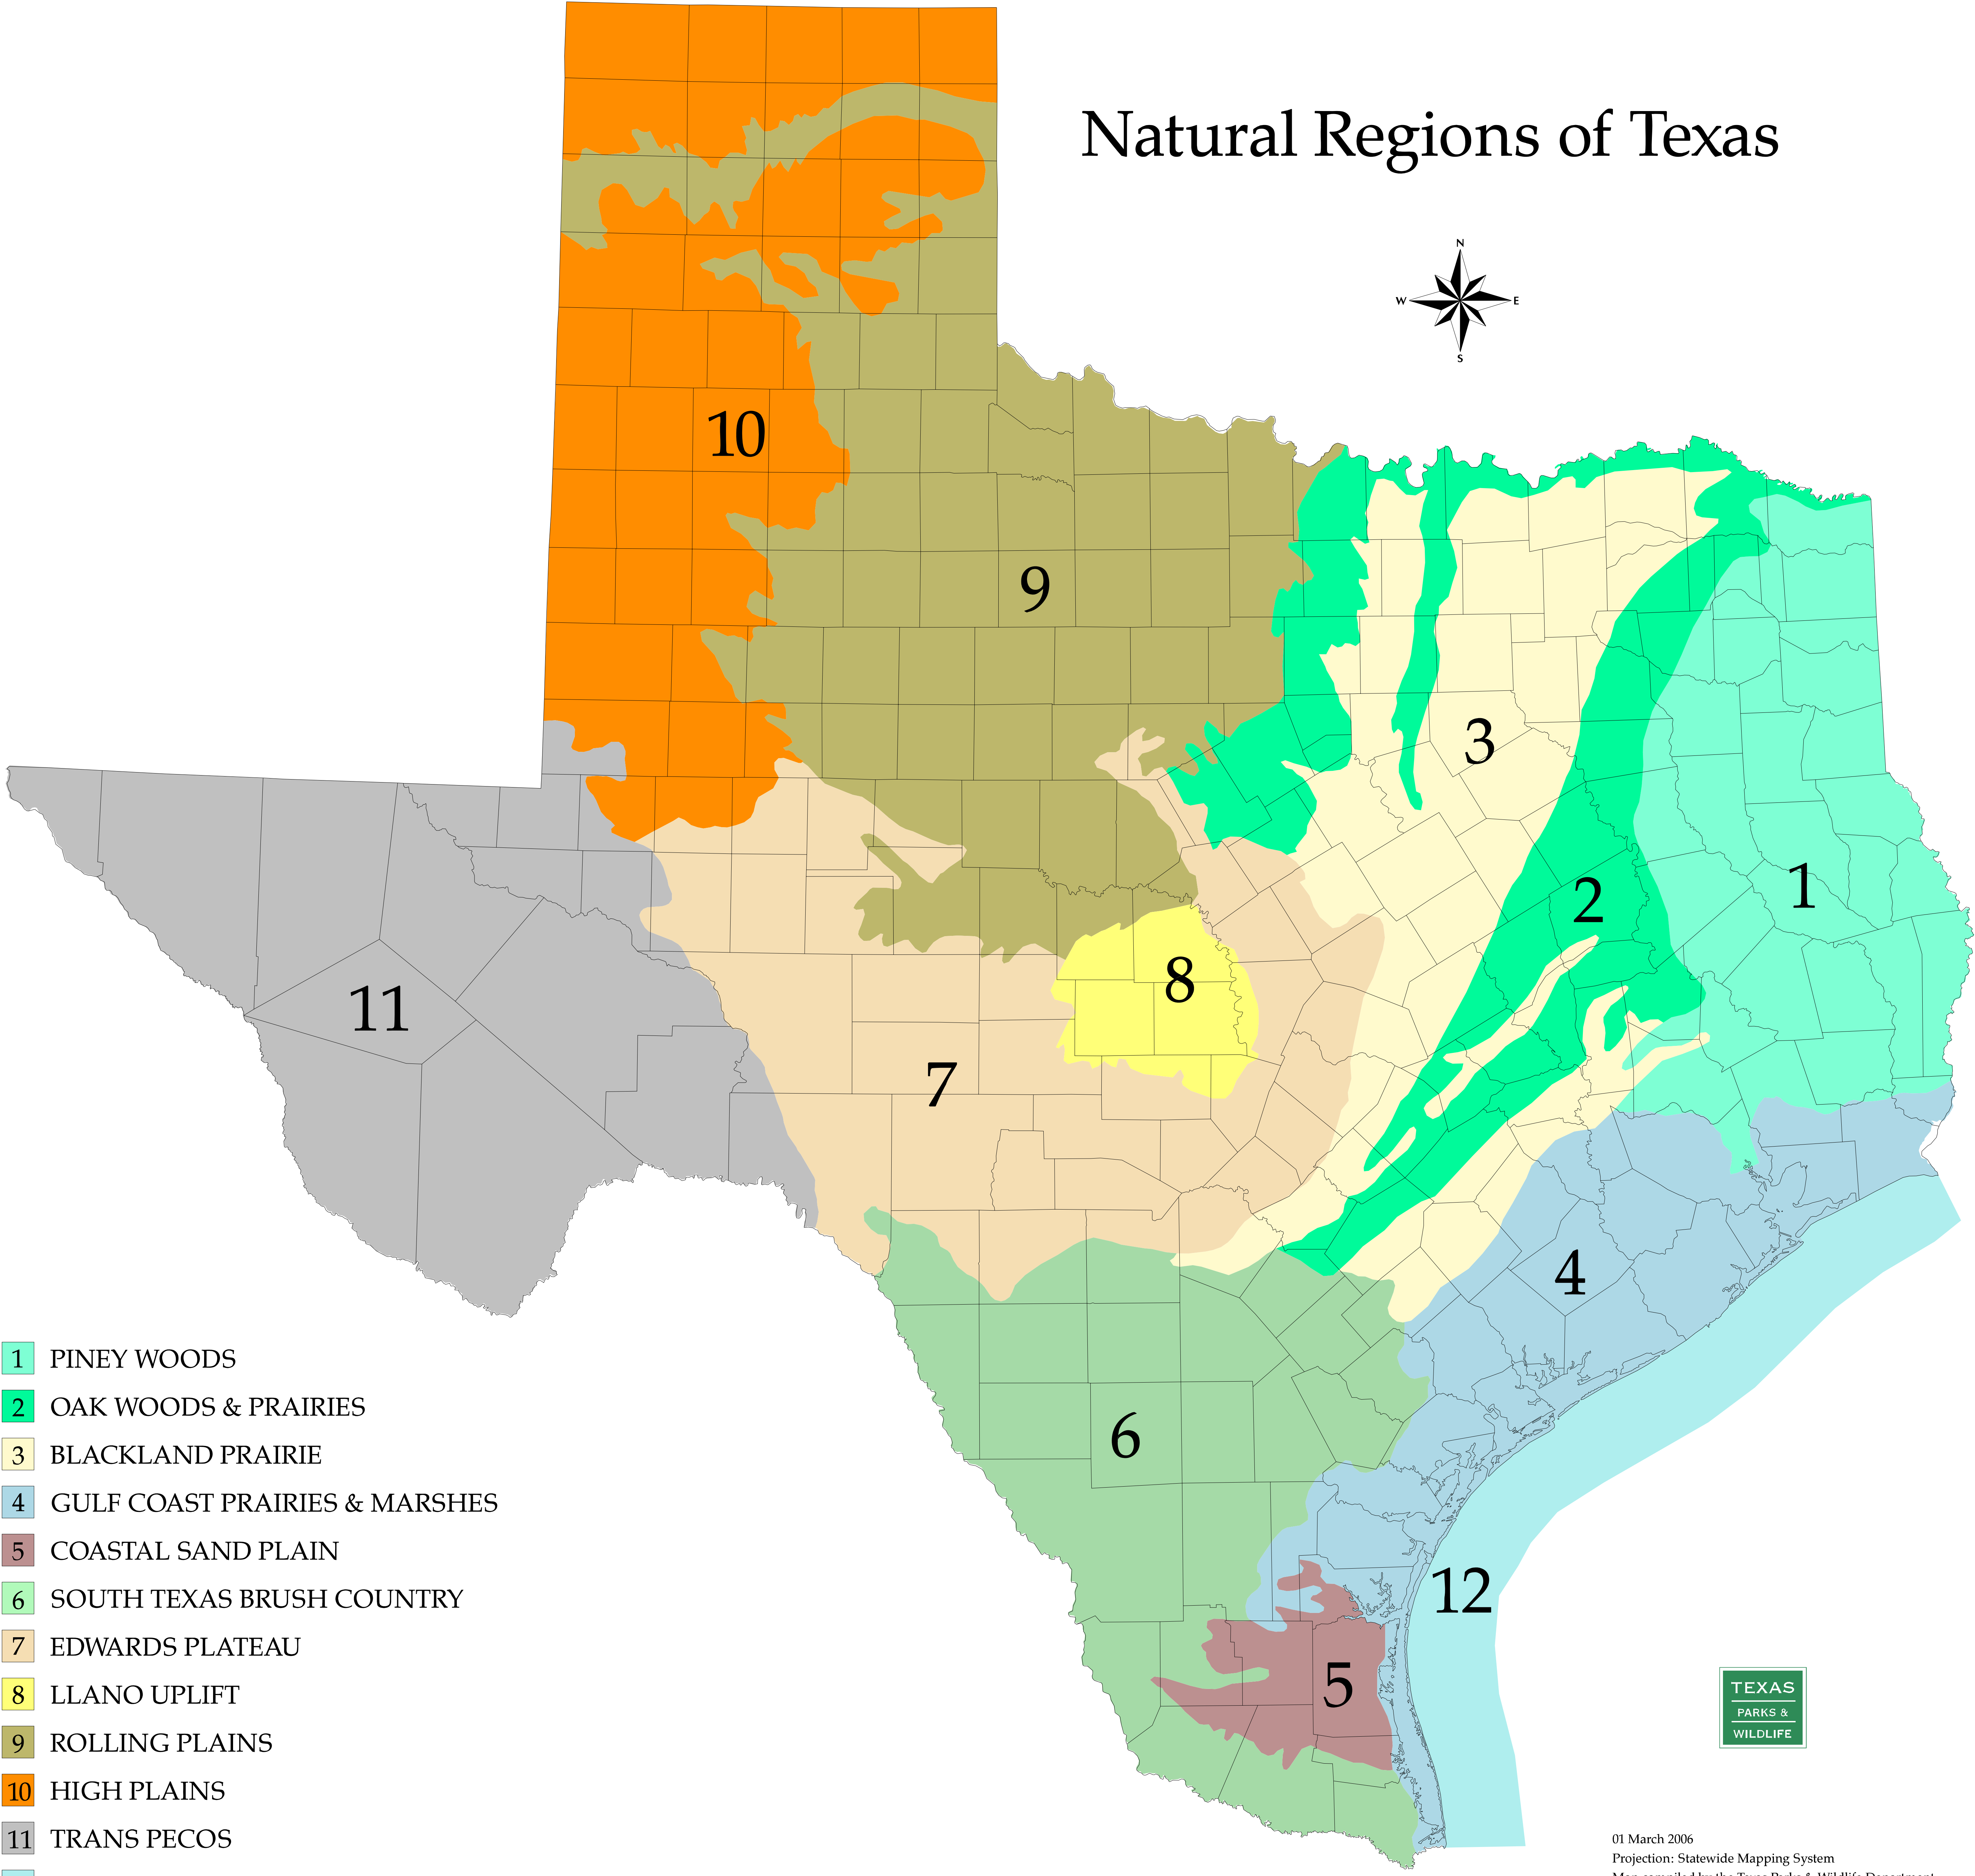 Natural Regions of Texas
N
W E
S
10
9
3
2
1
8
11
7
4
6
12
5
1 PINEY WOODS
2 OAK WOODS & PRAIRIES
3 BLACKLAND PRAIRIE
4 GULF COAST PRAIRIES & MARSHES
5 COASTAL SAND PLAIN
6 SOUTH TEXAS BRUSH COUNTRY
7 EDWARDS PLATEAU
8 LLANO UPLIFT
9 ROLLING PLAINS
10 HIGH PLAINS
11 TRANS PECOS
TEXAS
PARKS &
WILDLIFE
01 March 2006
Projection: Statewide Mapping System